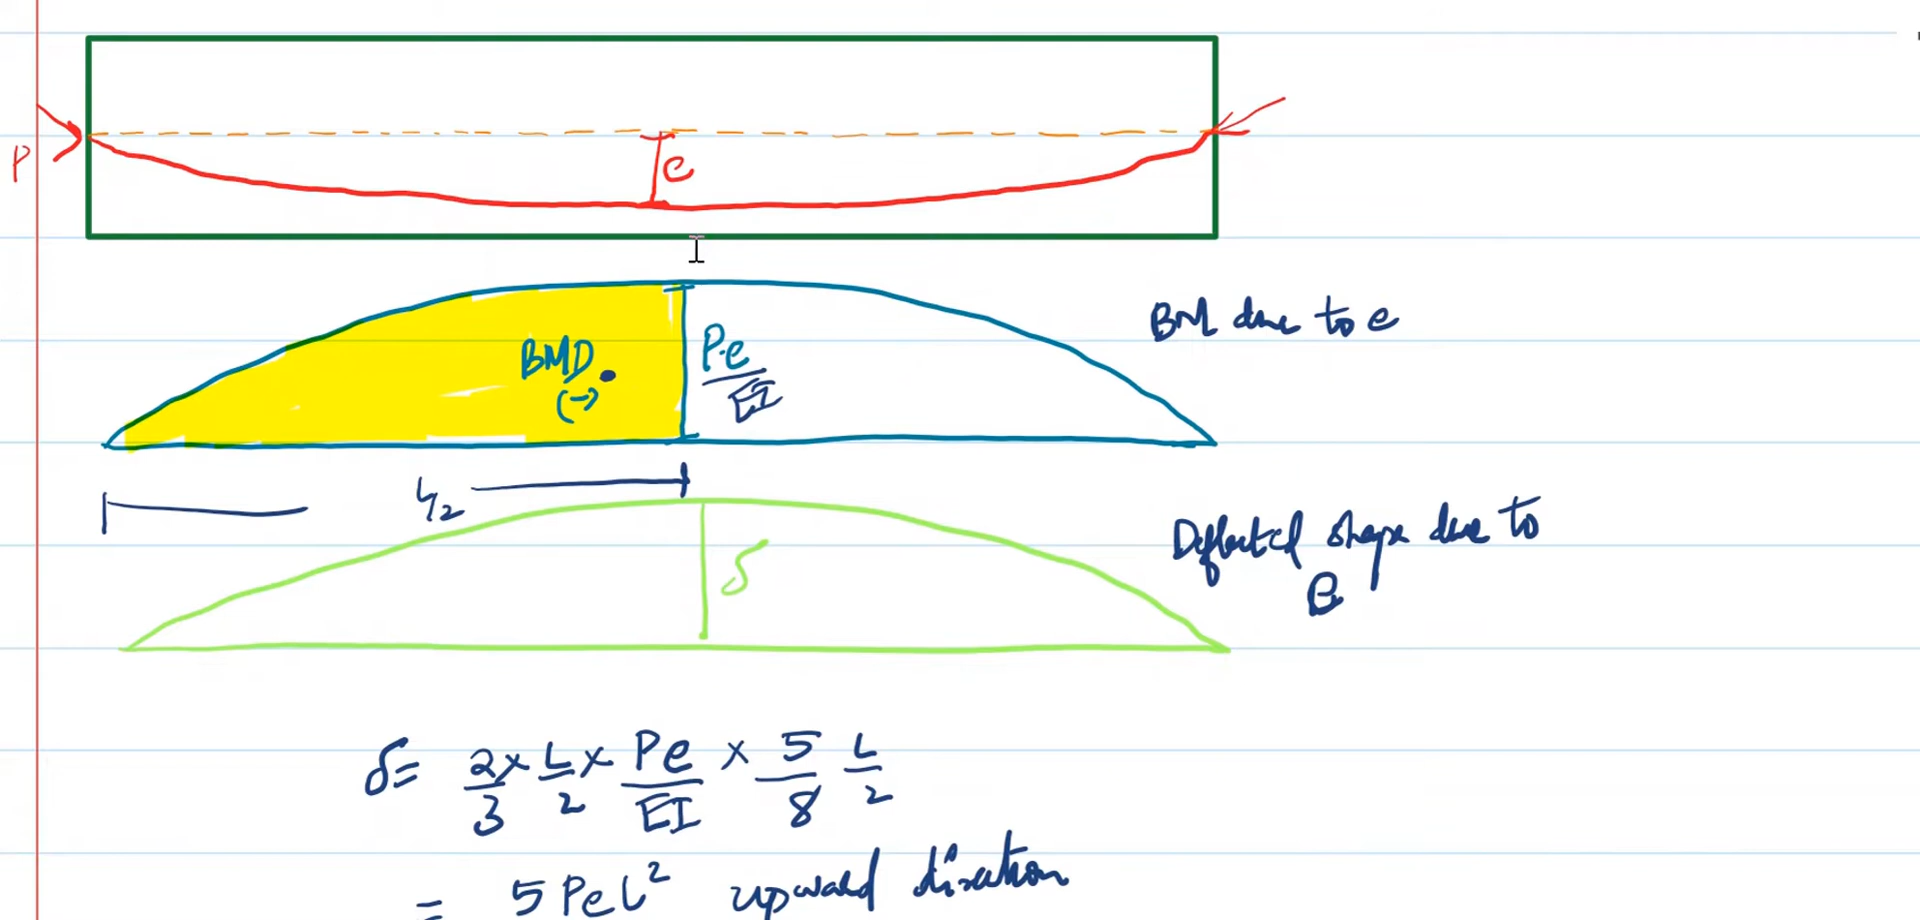 P
e
BMD
(-)
P.e
EI
BM due to e
L/2
δ
Deflected shape due to
e
δ= 2/3 x L/2 x Pe/EI x 5/8 L/2
= 5PeL² upward direction